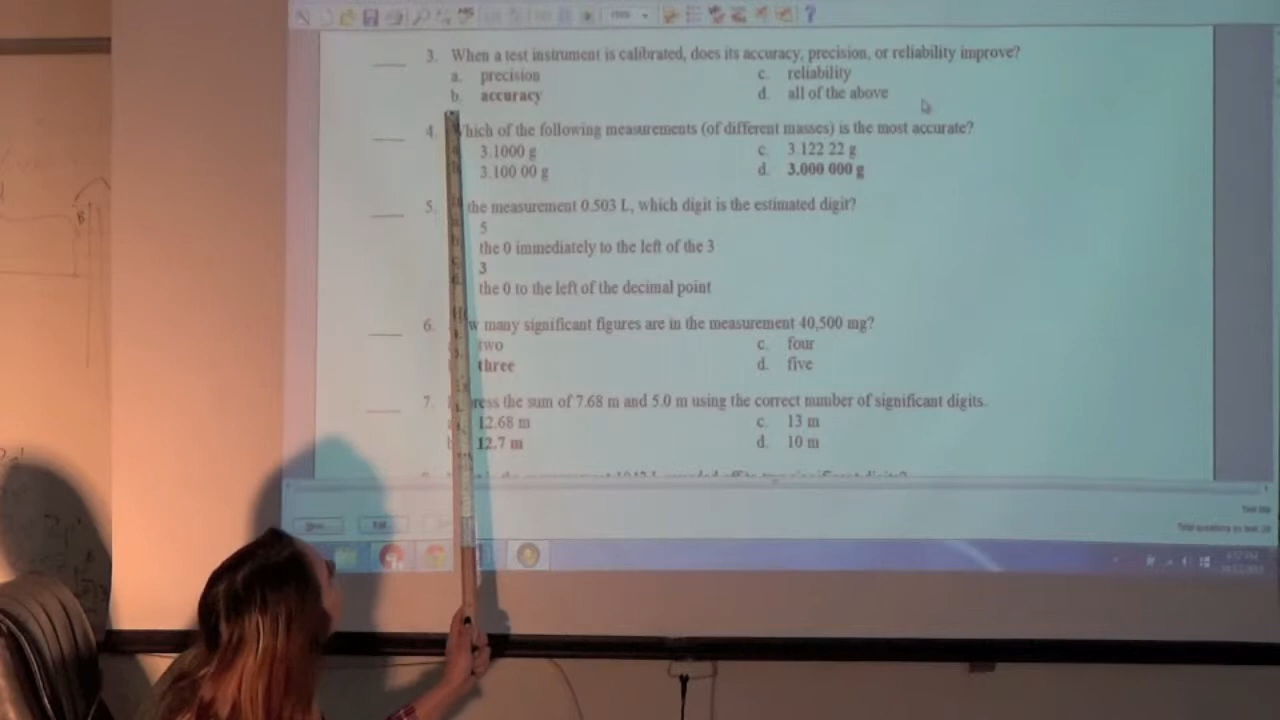 3. When a test instrument is calibrated, does its accuracy, precision, or reliability improve?
a. precision c. reliability
b. accuracy d. all of the above
4. Which of the following measurements (of different masses) is the most accurate?
3.1000 g c. 3.122 22 g
3.100 00 g d. 3.000 000 g
5. the measurement 0.503 L, which digit is the estimated digit?
5
the 0 immediately to the left of the 3
3
the 0 to the left of the decimal point
6. many significant figures are in the measurement 40,500 mg?
two c. four
three d. five
7. the sum of 7.68 m and 5.0 m using the correct number of significant digits.
12.68 m c. 13 m
12.7 m d. 10 m